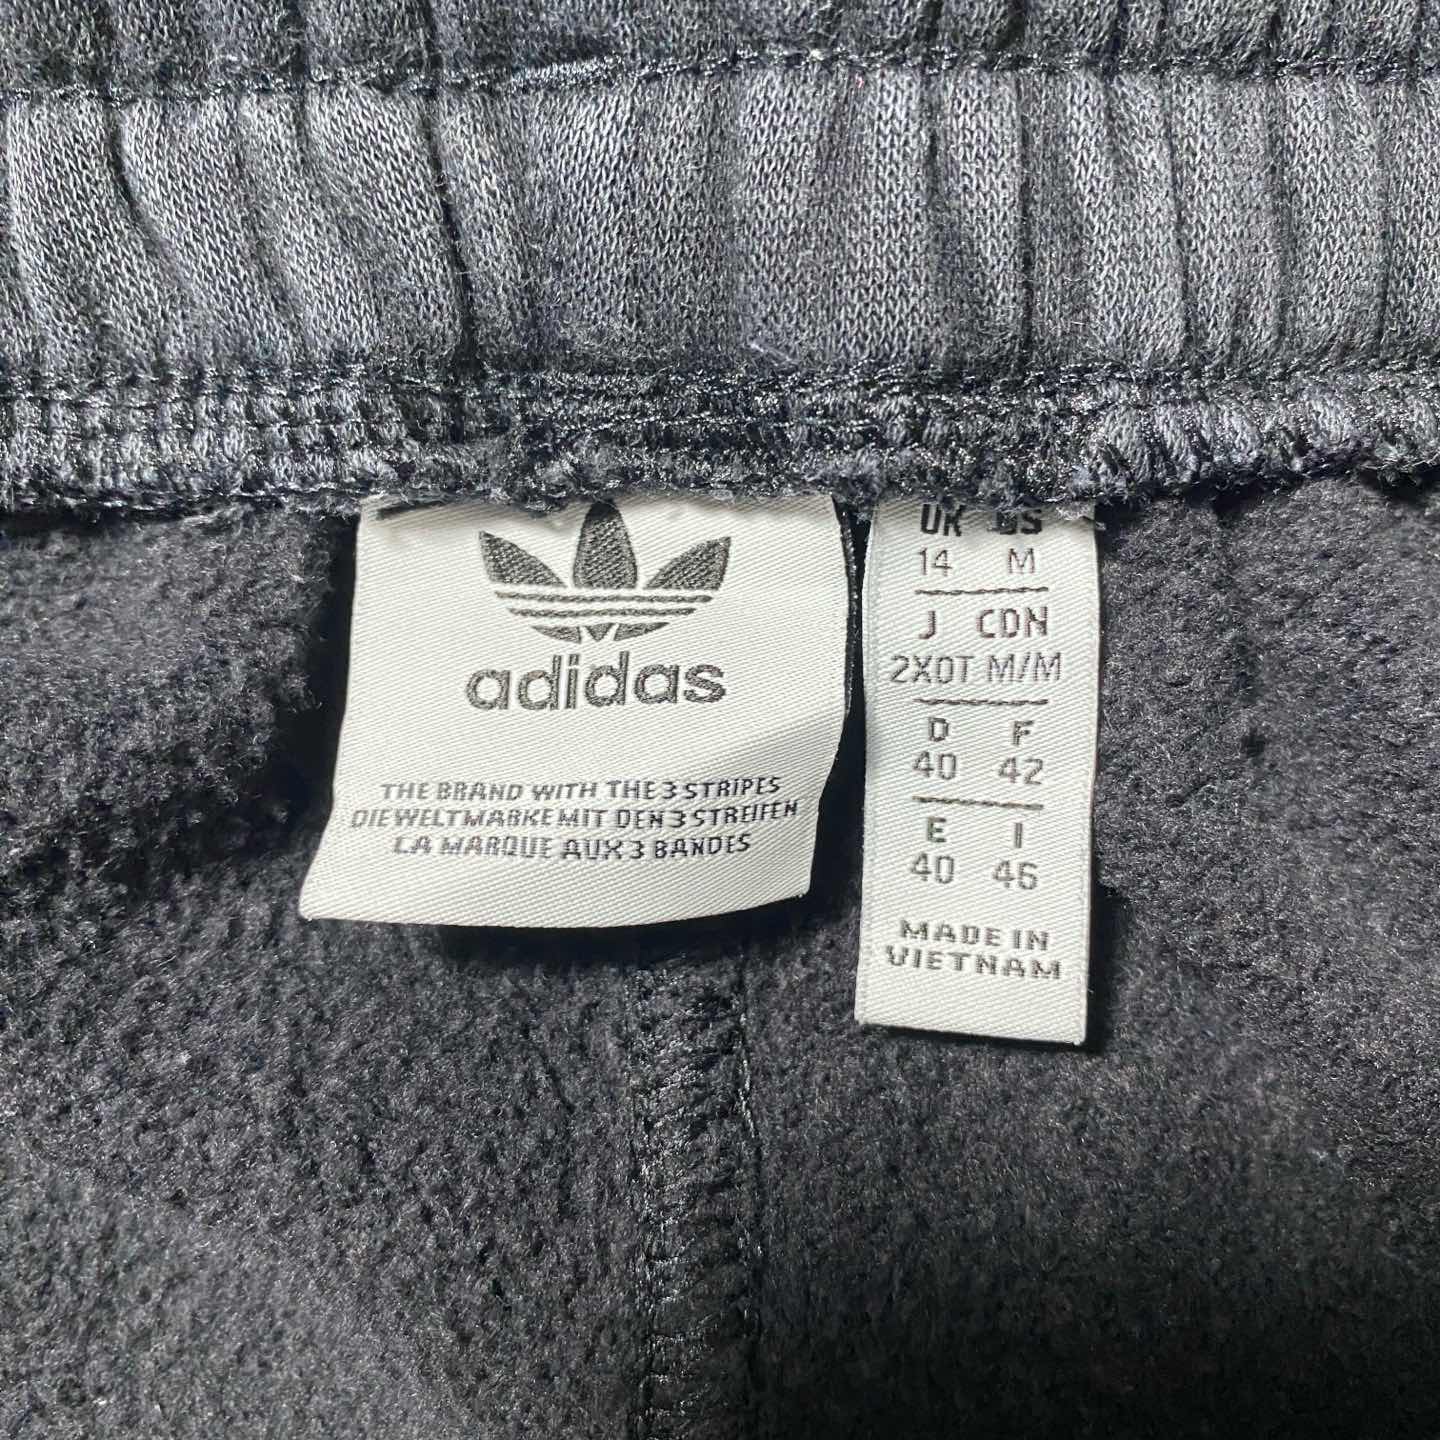 adidas
THE BRAND WITH THE 3 STRIPES
DIE WELTMARKE MIT DEN 3 STREIFEN
LA MARQUE AUX 3 BANDES
UK US
14 M
J CDN
2XOT M/M
D F
40 42
E I
40 46
MADE IN
VIETNAM